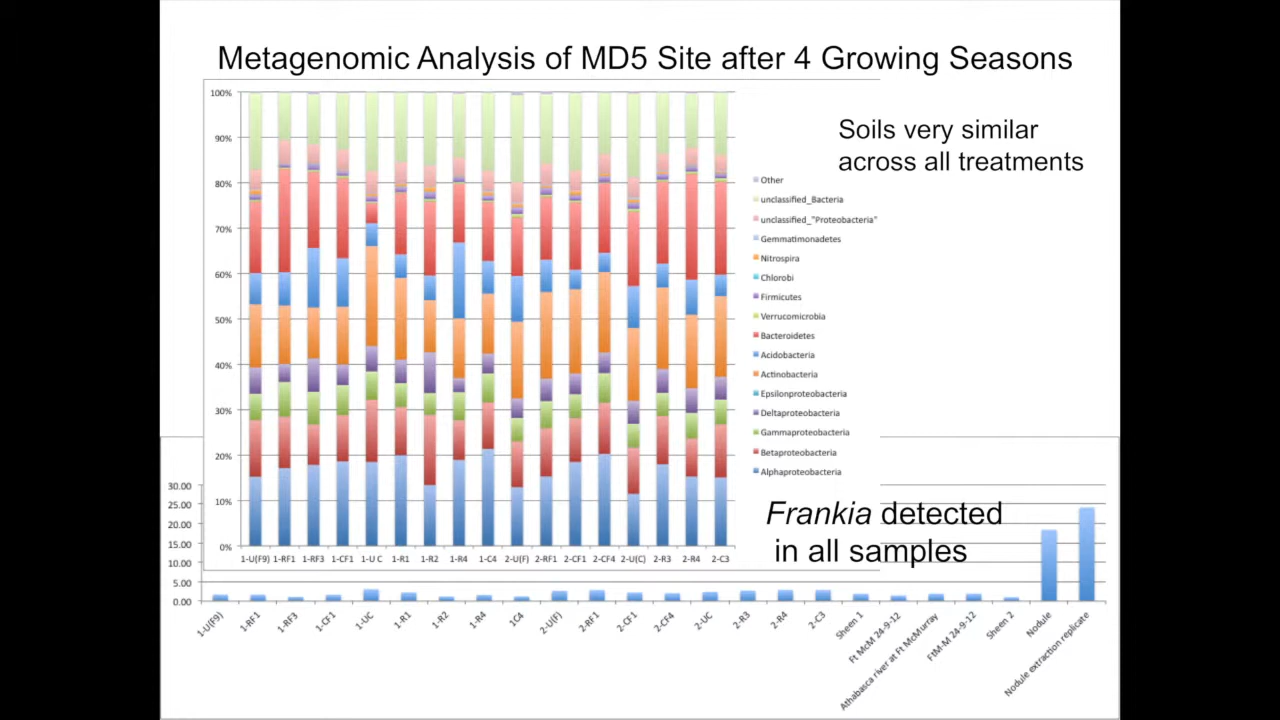 Metagenomic Analysis of MD5 Site after 4 Growing Seasons
Soils very similar
across all treatments
100%
90%
80%
70%
60%
50%
40%
30%
20%
10%
0%
1-U(F9) 1-RF1 1-RF3 1-CF1 1-U C 1-R1 1-R2 1-R4 1-C4 2-U(F) 2-RF1 2-CF1 2-CF4 2-U(C) 2-R3 2-R4 2-C3
Other
unclassified_Bacteria
unclassified_"Proteobacteria"
Gemmatimonadetes
Nitrospira
Chlorobi
Firmicutes
Verrucomicrobia
Bacteroidetes
Acidobacteria
Actinobacteria
Epsilonproteobacteria
Deltaproteobacteria
Gammaproteobacteria
Betaproteobacteria
Alphaproteobacteria
Frankia detected
in all samples
30.00
25.00
20.00
15.00
10.00
5.00
0.00
1-U(F9)
1-RF1
1-RF3
1-CF1
1-UC
1-R1
1-R2
1-R4
1C4
2-U(F)
2-RF1
2-CF1
2-CF4
2-UC
2-R3
2-R4
2-C3
Sheen 1
Ft McM 24-9-12
Athabasca river at Ft McMurray
FtM-M 24-9-12
Sheen 2
Nodule
Nodule extraction replicate